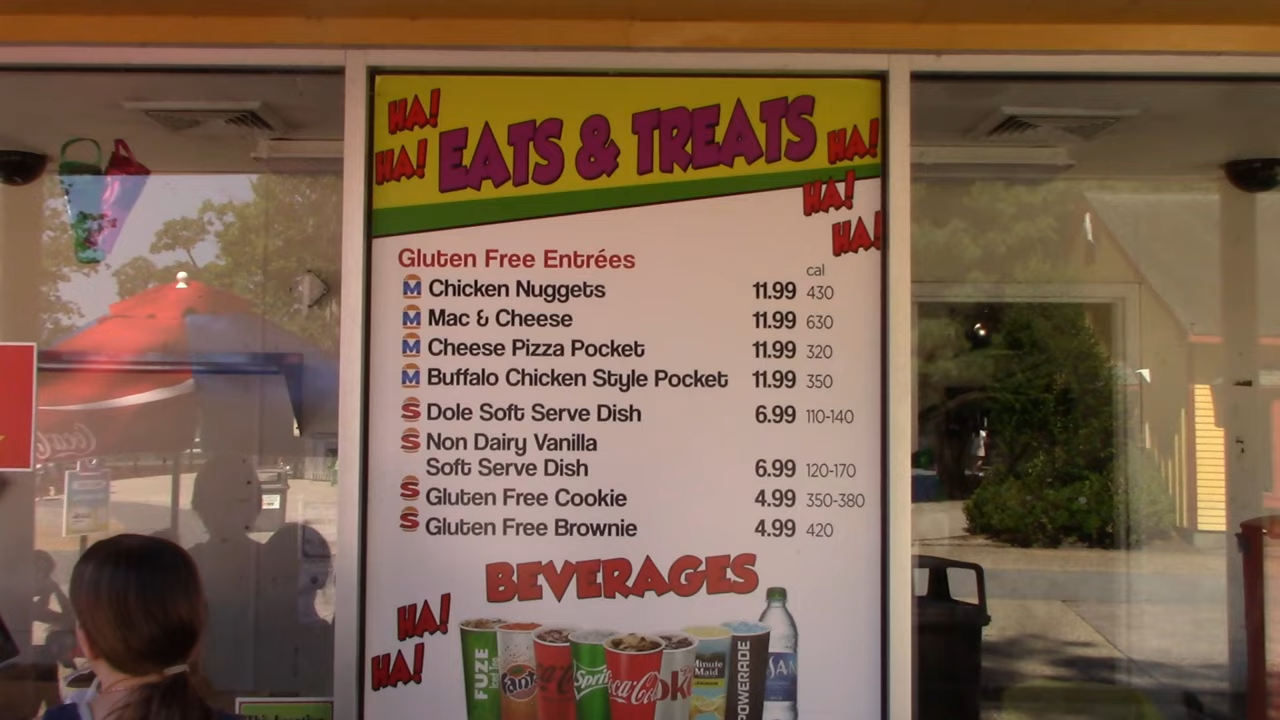 HA!
HA!
EATS & TREATS
HA!
HA!
HA!
Gluten Free Entrées
cal
M Chicken Nuggets 11.99 430
M Mac & Cheese 11.99 630
M Cheese Pizza Pocket 11.99 320
M Buffalo Chicken Style Pocket 11.99 350
S Dole Soft Serve Dish 6.99 110-140
S Non Dairy Vanilla
Soft Serve Dish 6.99 120-170
S Gluten Free Cookie 4.99 350-380
S Gluten Free Brownie 4.99 420
BEVERAGES
HA!
HA!
FUZE
Fanta
Sprite
Coca-Cola
Minute
Maid
POWERADE